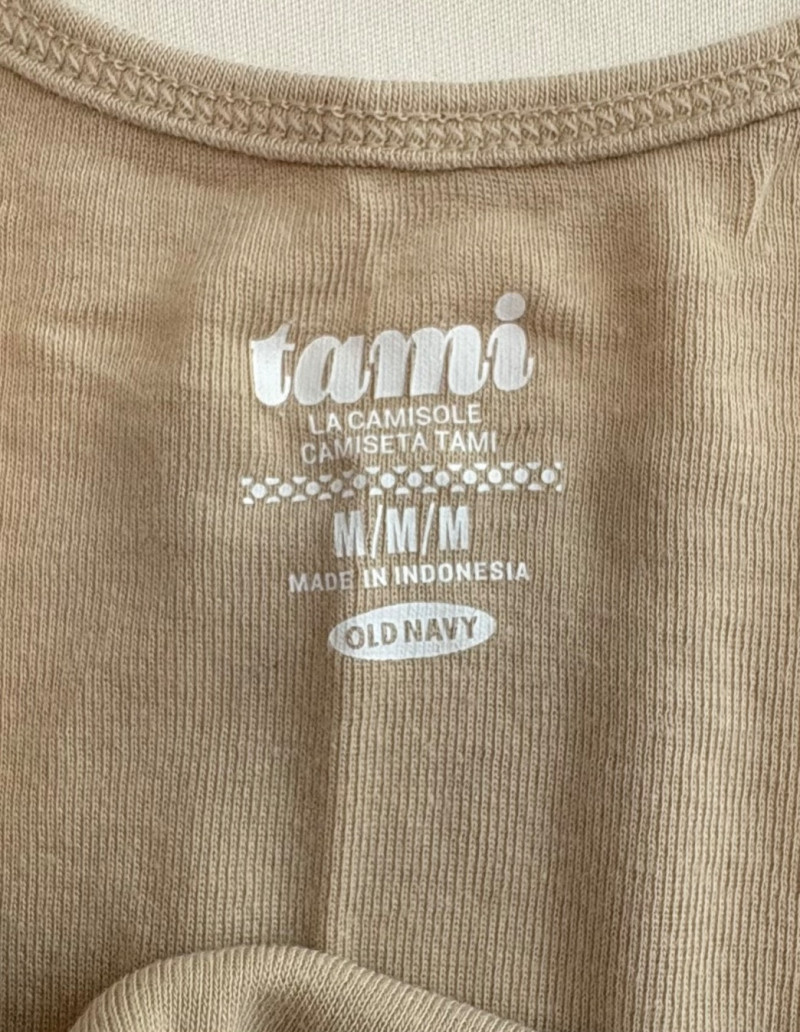 tami
LA CAMISOLE
CAMISETA TAMI
M/M/M
MADE IN INDONESIA
OLD NAVY